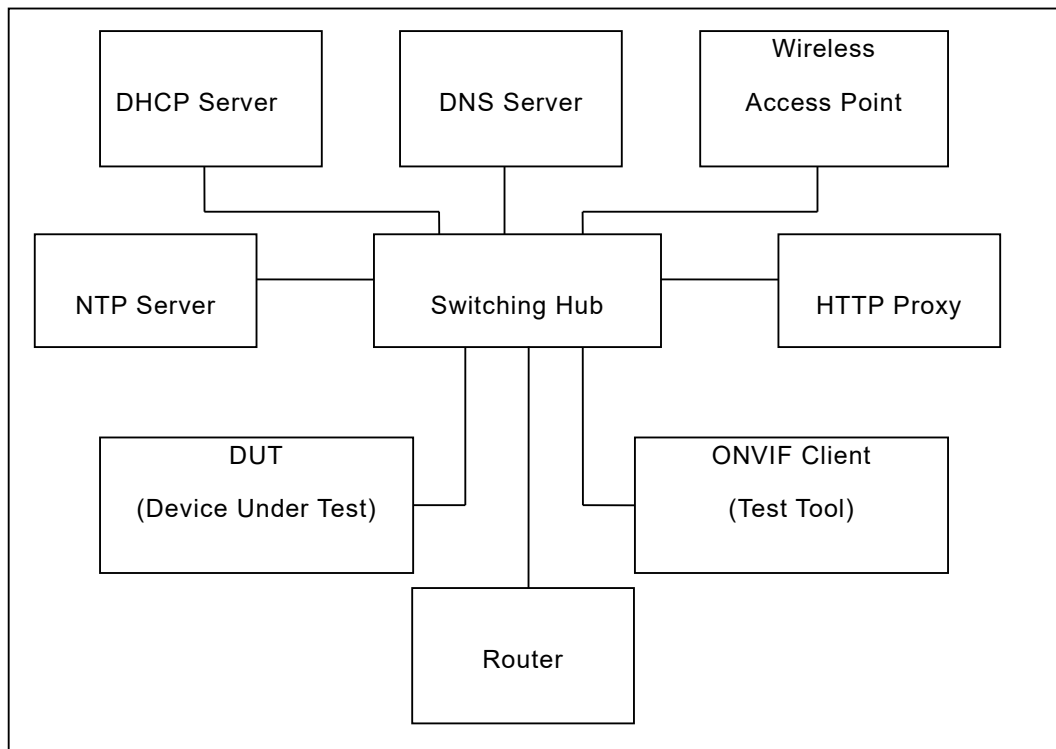 DHCP Server
DNS Server
Wireless
Access Point
NTP Server
Switching Hub
HTTP Proxy
DUT
(Device Under Test)
ONVIF Client
(Test Tool)
Router